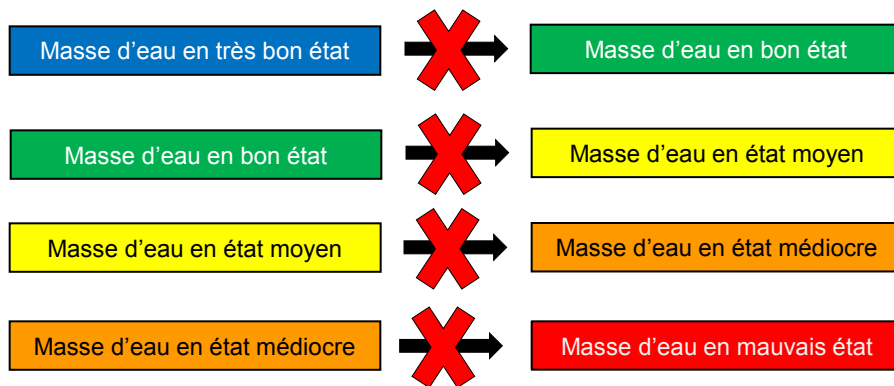 Masse d’eau en très bon état
Masse d’eau en bon état
Masse d’eau en bon état
Masse d’eau en état moyen
Masse d’eau en état moyen
Masse d’eau en état médiocre
Masse d’eau en état médiocre
Masse d’eau en mauvais état